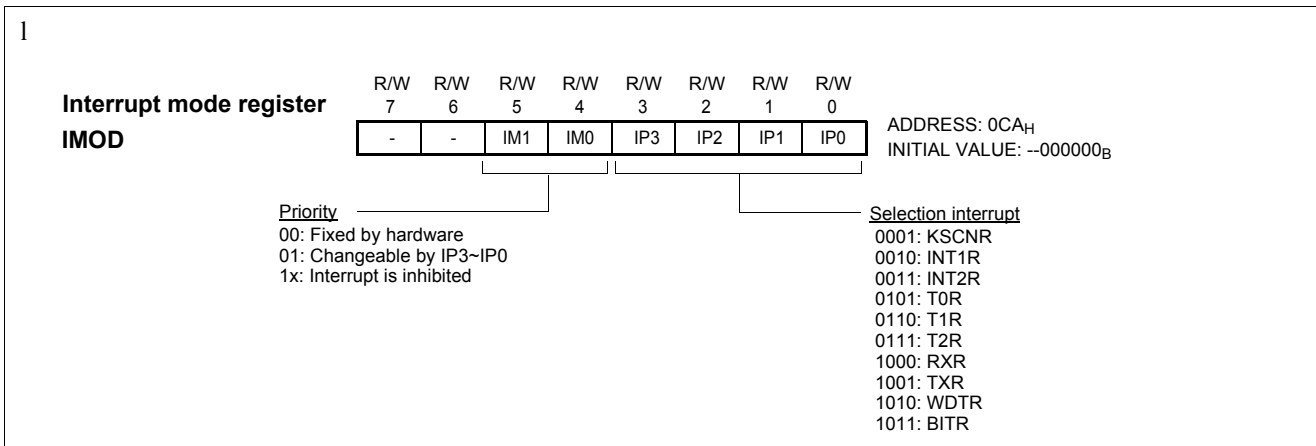 l
R/W R/W R/W R/W R/W R/W R/W R/W
Interrupt mode register 7 6 5 4 3 2 1 0
IMOD - - IM1 IM0 IP3 IP2 IP1 IP0
ADDRESS: 0CAH
INITIAL VALUE: --000000B
Priority
00: Fixed by hardware
01: Changeable by IP3~IP0
1x: Interrupt is inhibited
Selection interrupt
0001: KSCNR
0010: INT1R
0011: INT2R
0101: T0R
0110: T1R
0111: T2R
1000: RXR
1001: TXR
1010: WDTR
1011: BITR